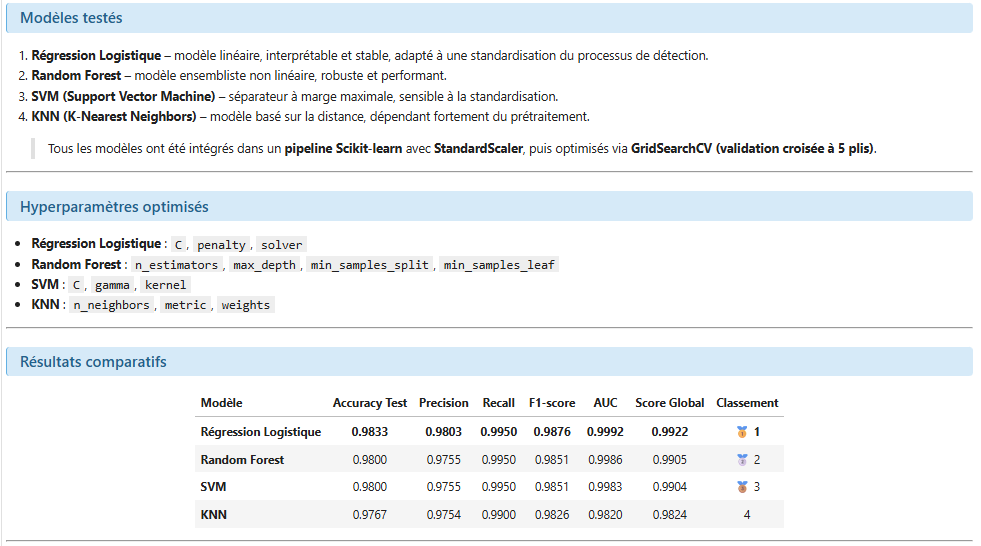 Modèles testés
1. Régression Logistique – modèle linéaire, interprétable et stable, adapté à une standardisation du processus de détection.
2. Random Forest – modèle ensembliste non linéaire, robuste et performant.
3. SVM (Support Vector Machine) – séparateur à marge maximale, sensible à la standardisation.
4. KNN (K-Nearest Neighbors) – modèle basé sur la distance, dépendant fortement du prétraitement.
Tous les modèles ont été intégrés dans un pipeline Scikit-learn avec StandardScaler, puis optimisés via GridSearchCV (validation croisée à 5 plis).
Hyperparamètres optimisés
• Régression Logistique : C, penalty, solver
• Random Forest : n_estimators, max_depth, min_samples_split, min_samples_leaf
• SVM : C, gamma, kernel
• KNN : n_neighbors, metric, weights
Résultats comparatifs
Modèle Accuracy Test Precision Recall F1-score AUC Score Global Classement
Régression Logistique 0.9833 0.9803 0.9950 0.9876 0.9992 0.9922 🥇 1
Random Forest 0.9800 0.9755 0.9950 0.9851 0.9986 0.9905 🥈 2
SVM 0.9800 0.9755 0.9950 0.9851 0.9983 0.9904 🥉 3
KNN 0.9767 0.9754 0.9900 0.9826 0.9820 0.9824 4